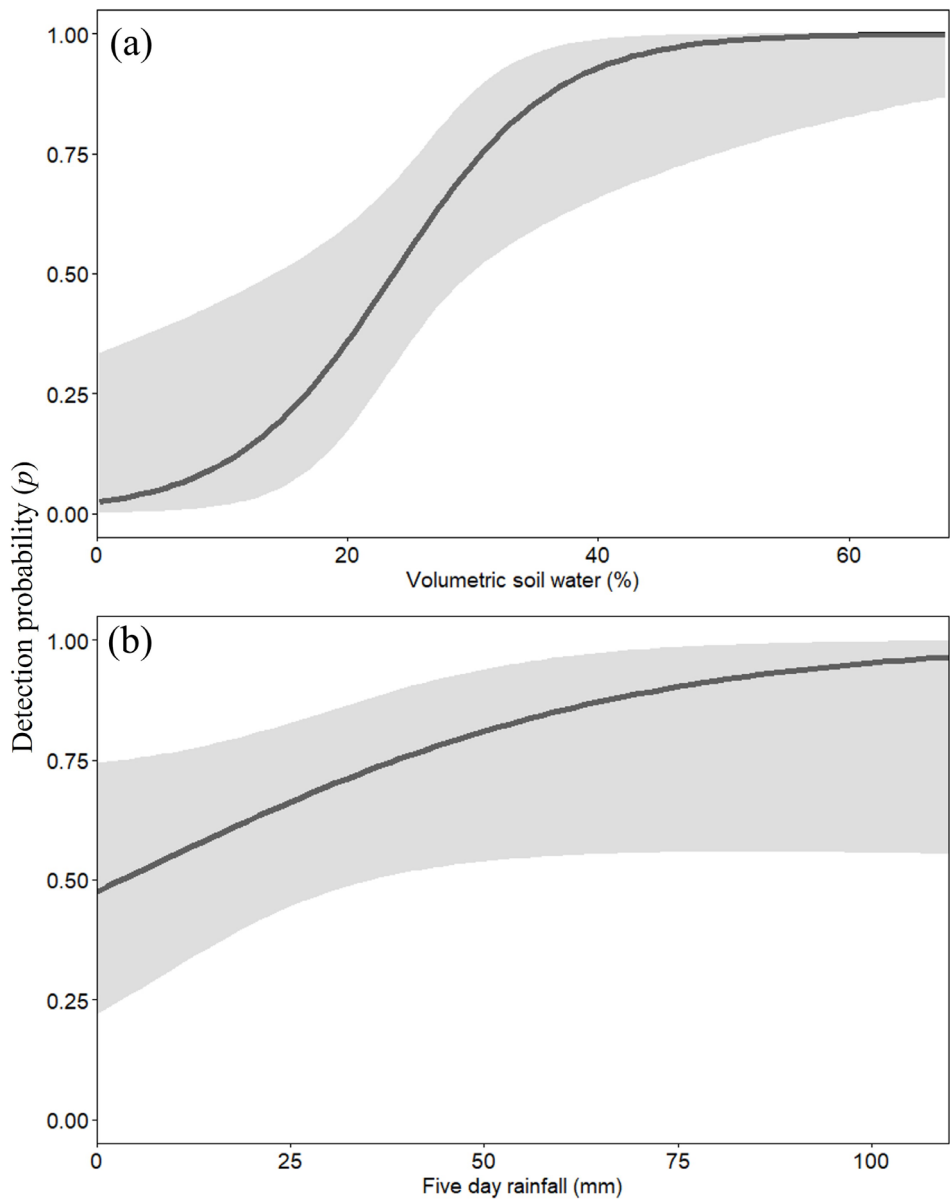 (a)
1.00
0.75
0.50
0.25
0.00
0 20 40 60
Volumetric soil water (%)
Detection probability (p)
(b)
1.00
0.75
0.50
0.25
0.00
0 25 50 75 100
Five day rainfall (mm)